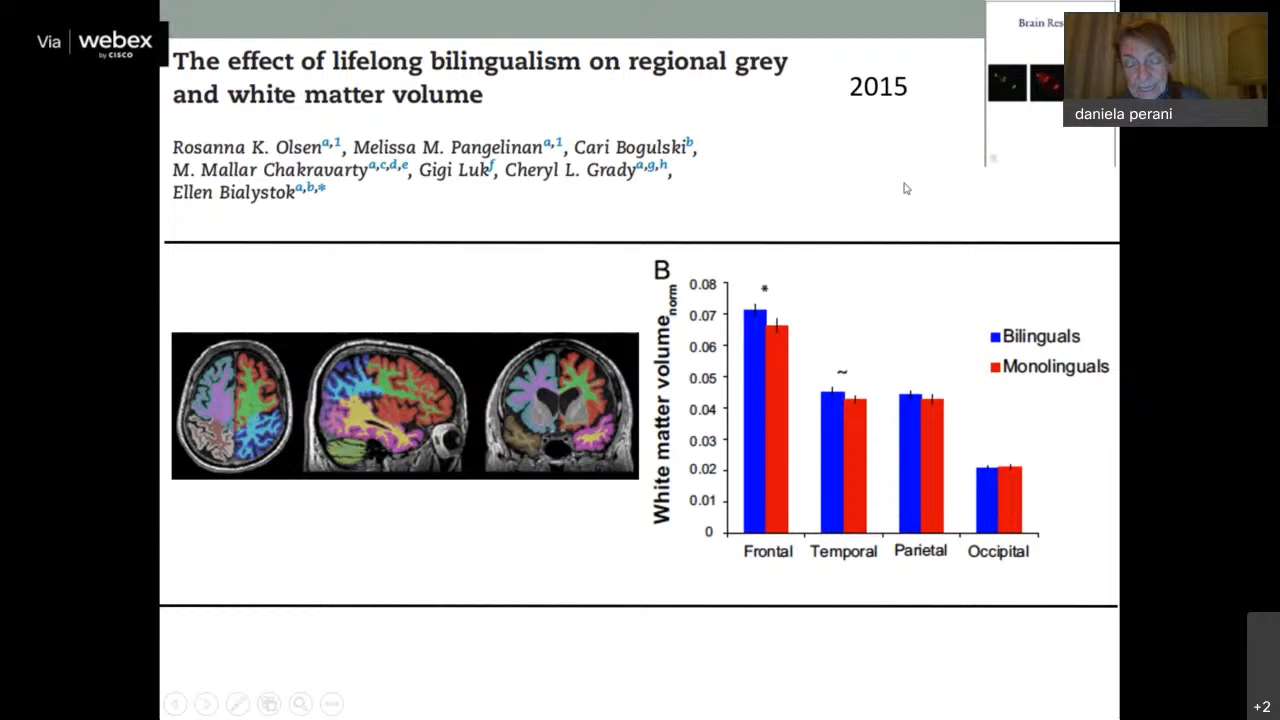 Via webex
by CISCO
The effect of lifelong bilingualism on regional grey
and white matter volume
2015
Rosanna K. Olsen a,1, Melissa M. Pangelinan a,1, Cari Bogulski b,
M. Mallar Chakravarty a,c,d,e, Gigi Luk f, Cheryl L. Grady a,g,h,
Ellen Bialystok a,b,*
Brain Res
daniela perani
B
White matter volume norm
0.08
0.07
0.06
0.05
0.04
0.03
0.02
0.01
0
*
~
Bilinguals
Monolinguals
Frontal Temporal Parietal Occipital
+2